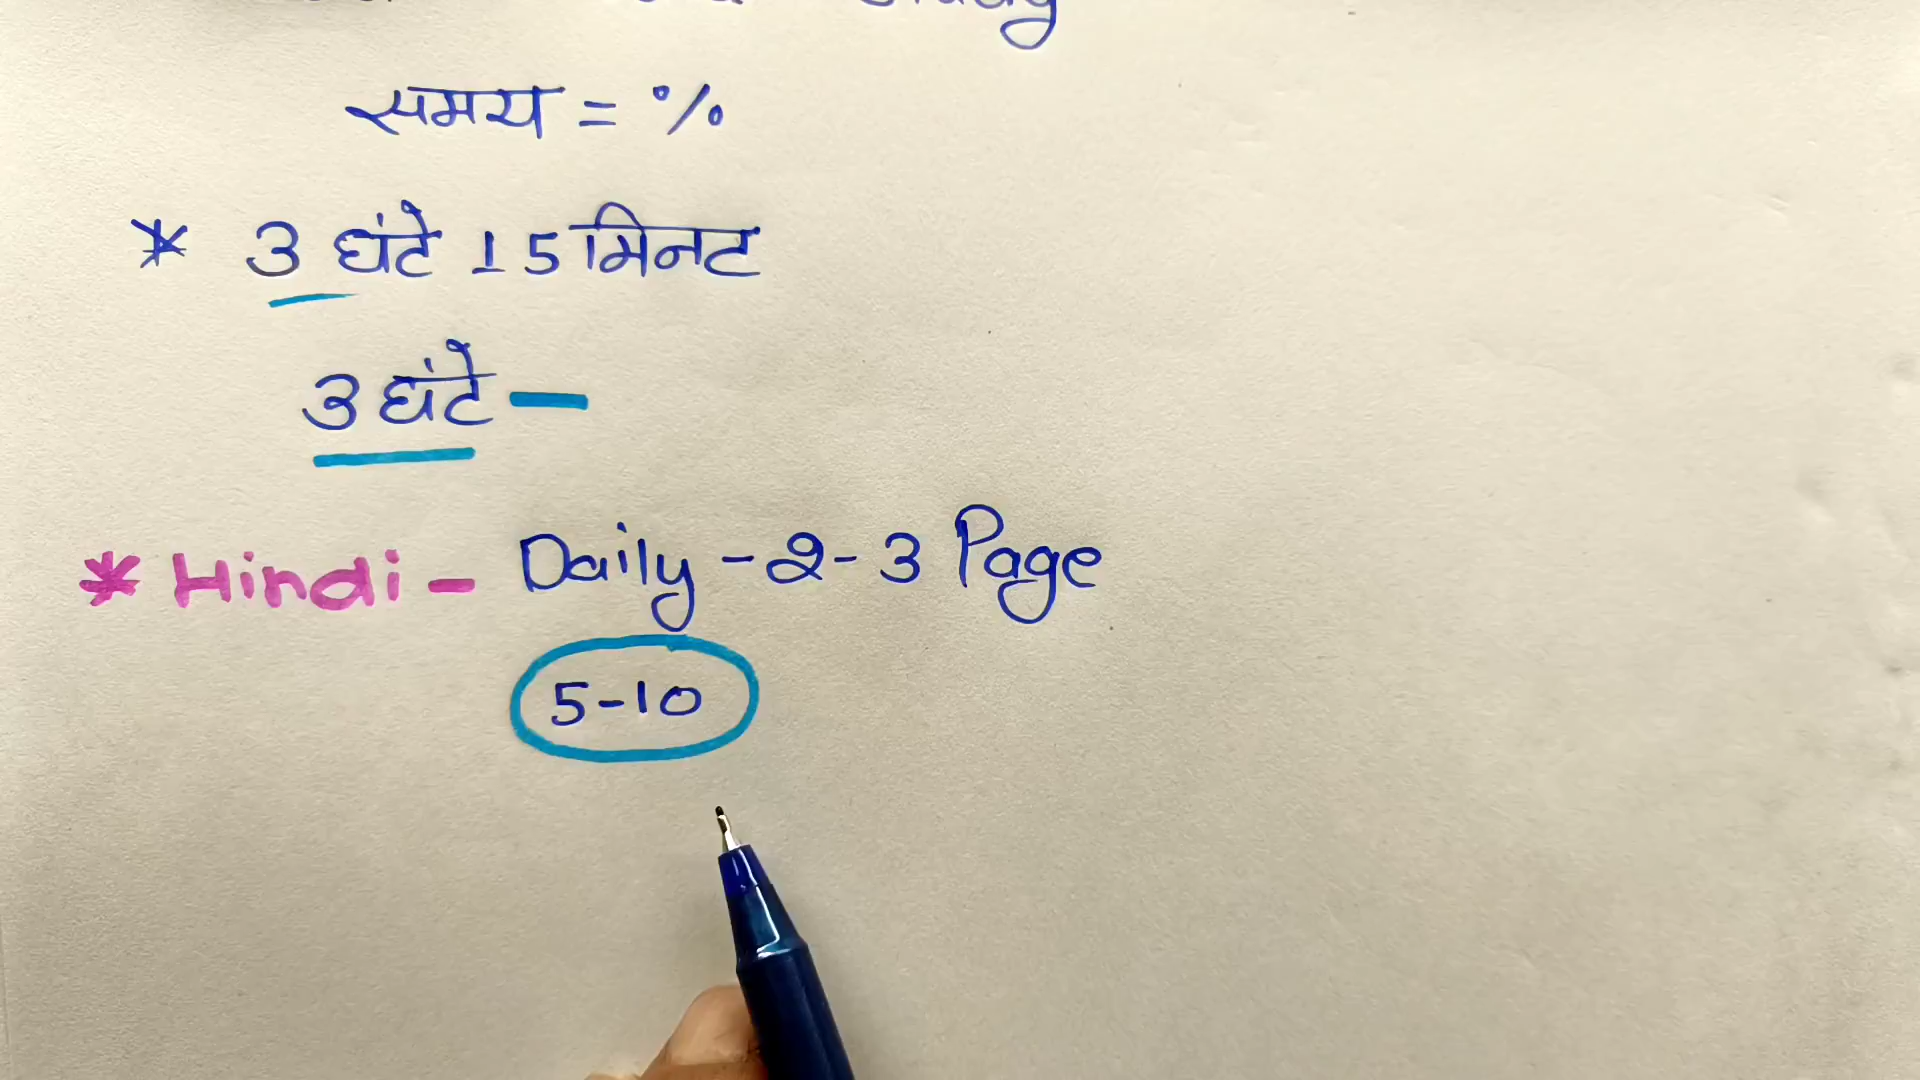 समय = %
* 3 घंटे 15 मिनट
3 घंटे -
* Hindi - Daily - 2 - 3 Page
5-10